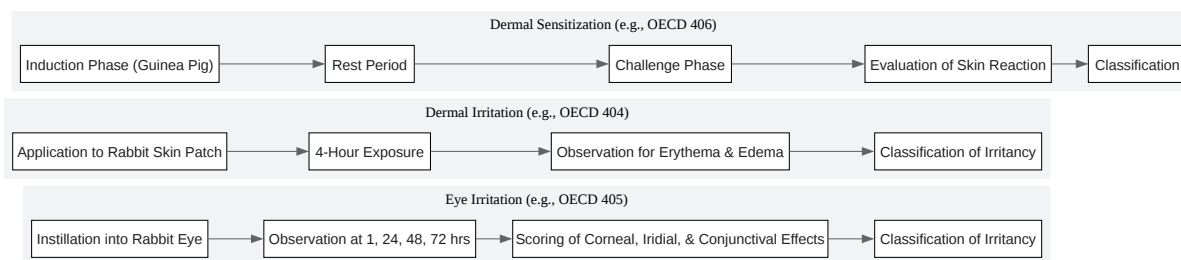 Dermal Sensitization (e.g., OECD 406)
Induction Phase (Guinea Pig)
Rest Period
Challenge Phase
Evaluation of Skin Reaction
Classification
Dermal Irritation (e.g., OECD 404)
Application to Rabbit Skin Patch
4-Hour Exposure
Observation for Erythema & Edema
Classification of Irritancy
Eye Irritation (e.g., OECD 405)
Instillation into Rabbit Eye
Observation at 1, 24, 48, 72 hrs
Scoring of Corneal, Iridial, & Conjunctival Effects
Classification of Irritancy